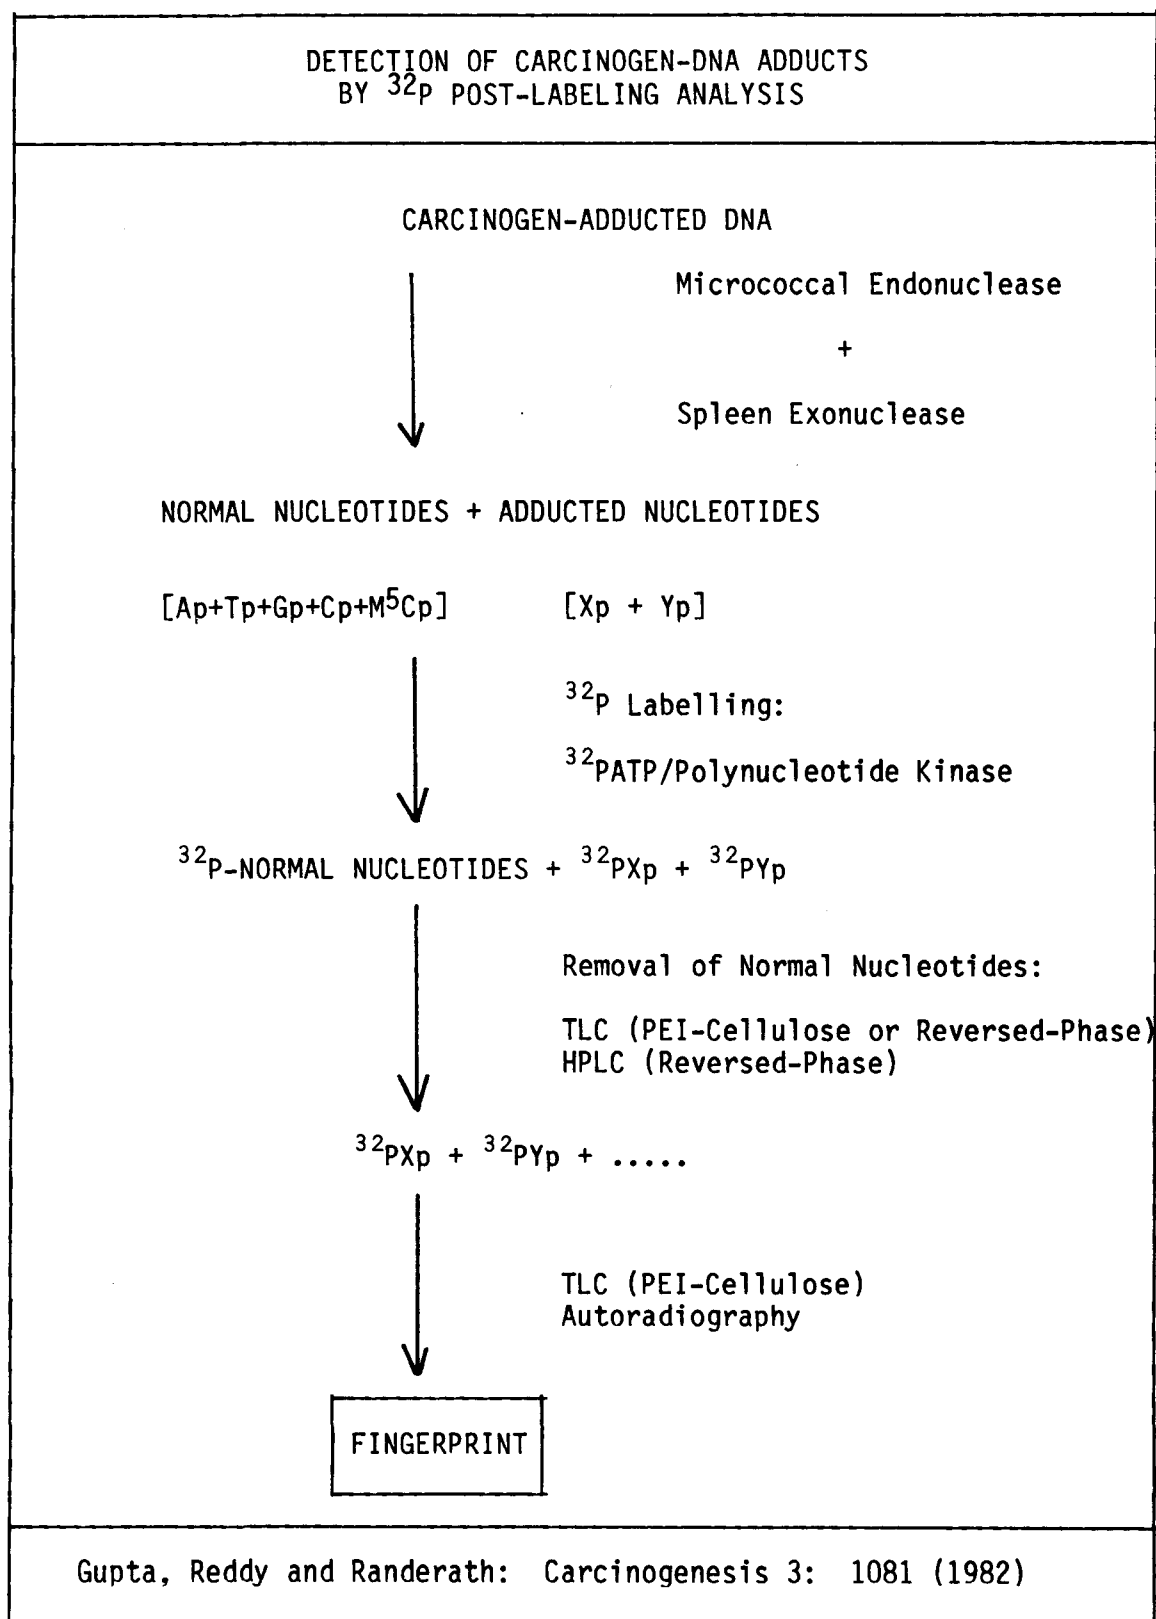 DETECTION OF CARCINOGEN-DNA ADDUCTS
BY ³²P POST-LABELING ANALYSIS
CARCINOGEN-ADDUCTED DNA
Micrococcal Endonuclease
+
Spleen Exonuclease
NORMAL NUCLEOTIDES + ADDUCTED NUCLEOTIDES
[Ap+Tp+Gp+Cp+M⁵Cp] [Xp + Yp]
³²P Labelling:
³²PATP/Polynucleotide Kinase
³²P-NORMAL NUCLEOTIDES + ³²PXp + ³²PYp
Removal of Normal Nucleotides:
TLC (PEI-Cellulose or Reversed-Phase)
HPLC (Reversed-Phase)
³²PXp + ³²PYp + .....
TLC (PEI-Cellulose)
Autoradiography
FINGERPRINT
Gupta, Reddy and Randerath: Carcinogenesis 3: 1081 (1982)